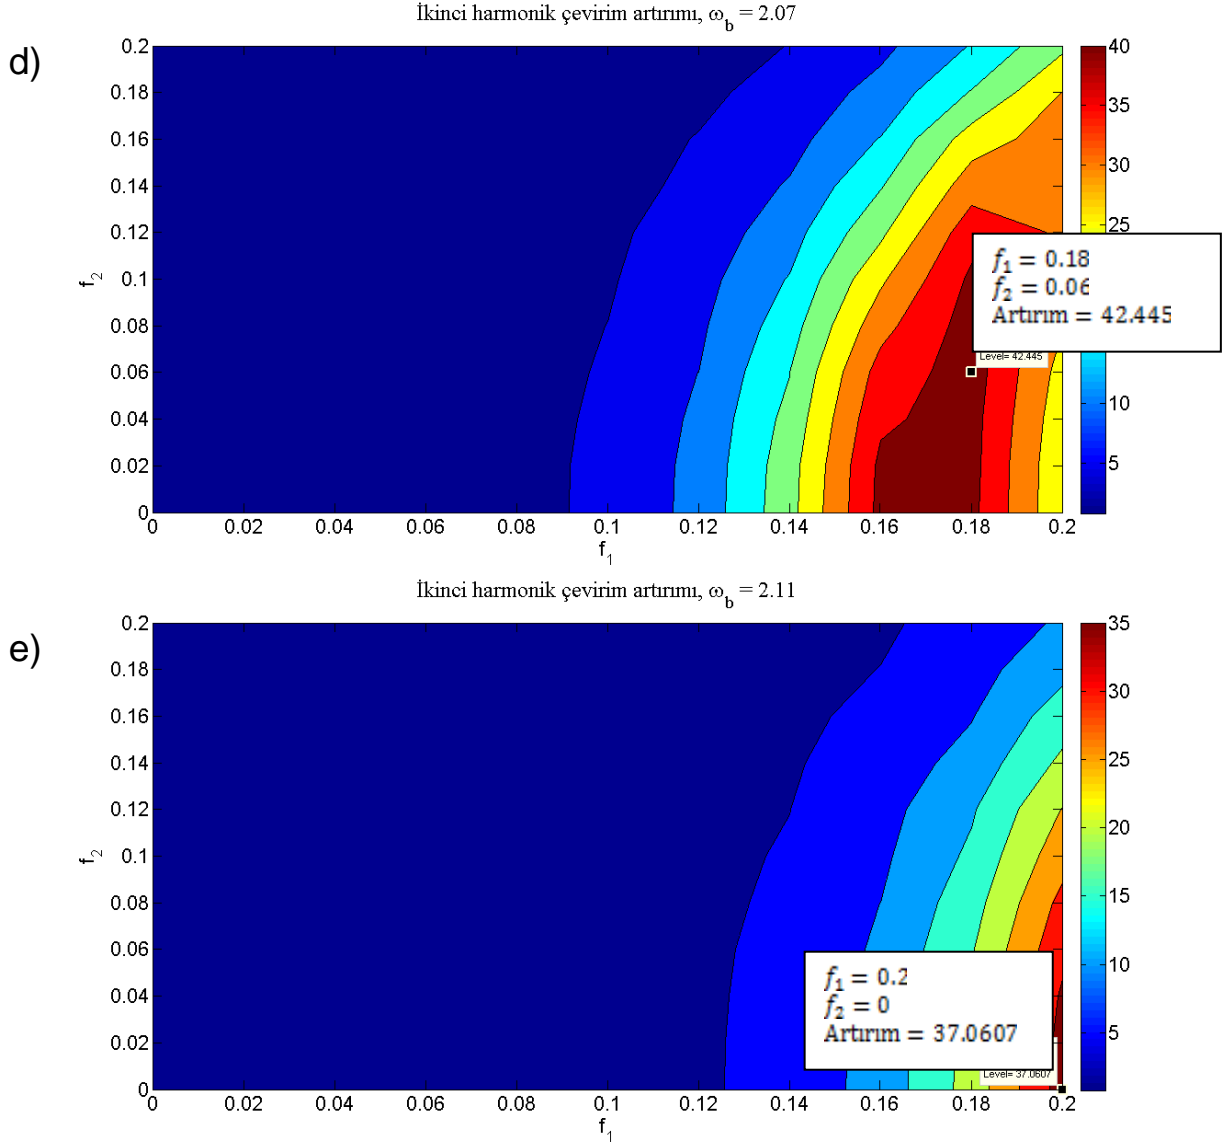 İkinci harmonik çevirim artırımı, ω_b = 2.07
d)
0.2
0.18
0.16
0.14
0.12
0.1
0.08
0.06
0.04
0.02
0
f_2
0 0.02 0.04 0.06 0.08 0.1 0.12 0.14 0.16 0.18 0.2
f_1
40
35
30
25
10
5
f_1 = 0.18
f_2 = 0.06
Artırım = 42.445
Level= 42.445
İkinci harmonik çevirim artırımı, ω_b = 2.11
e)
0.2
0.18
0.16
0.14
0.12
0.1
0.08
0.06
0.04
0.02
0
f_2
0 0.02 0.04 0.06 0.08 0.1 0.12 0.14 0.16 0.18 0.2
f_1
35
30
25
20
15
10
5
f_1 = 0.2
f_2 = 0
Artırım = 37.0607
Level= 37.0607